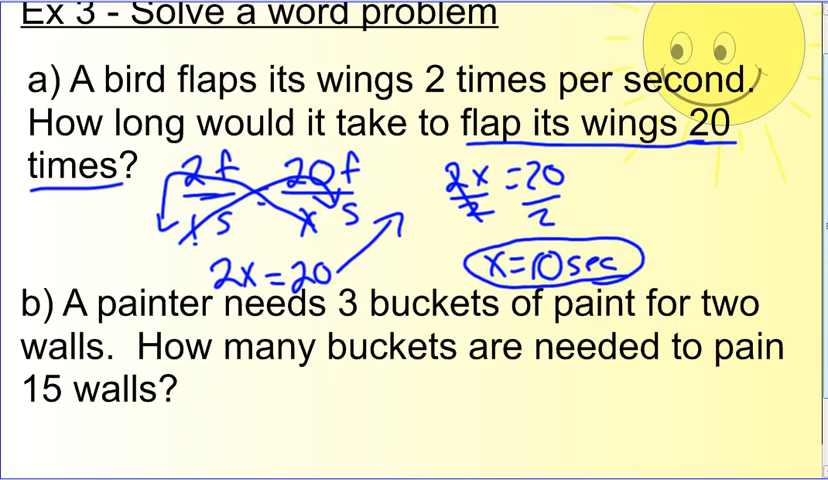 Ex 3 - Solve a word problem
a) A bird flaps its wings 2 times per second.
How long would it take to flap its wings 20
times?
2f 20f
1s x s
2x = 20
2x = 20
2 2
x = 10 sec
b) A painter needs 3 buckets of paint for two
walls. How many buckets are needed to pain
15 walls?